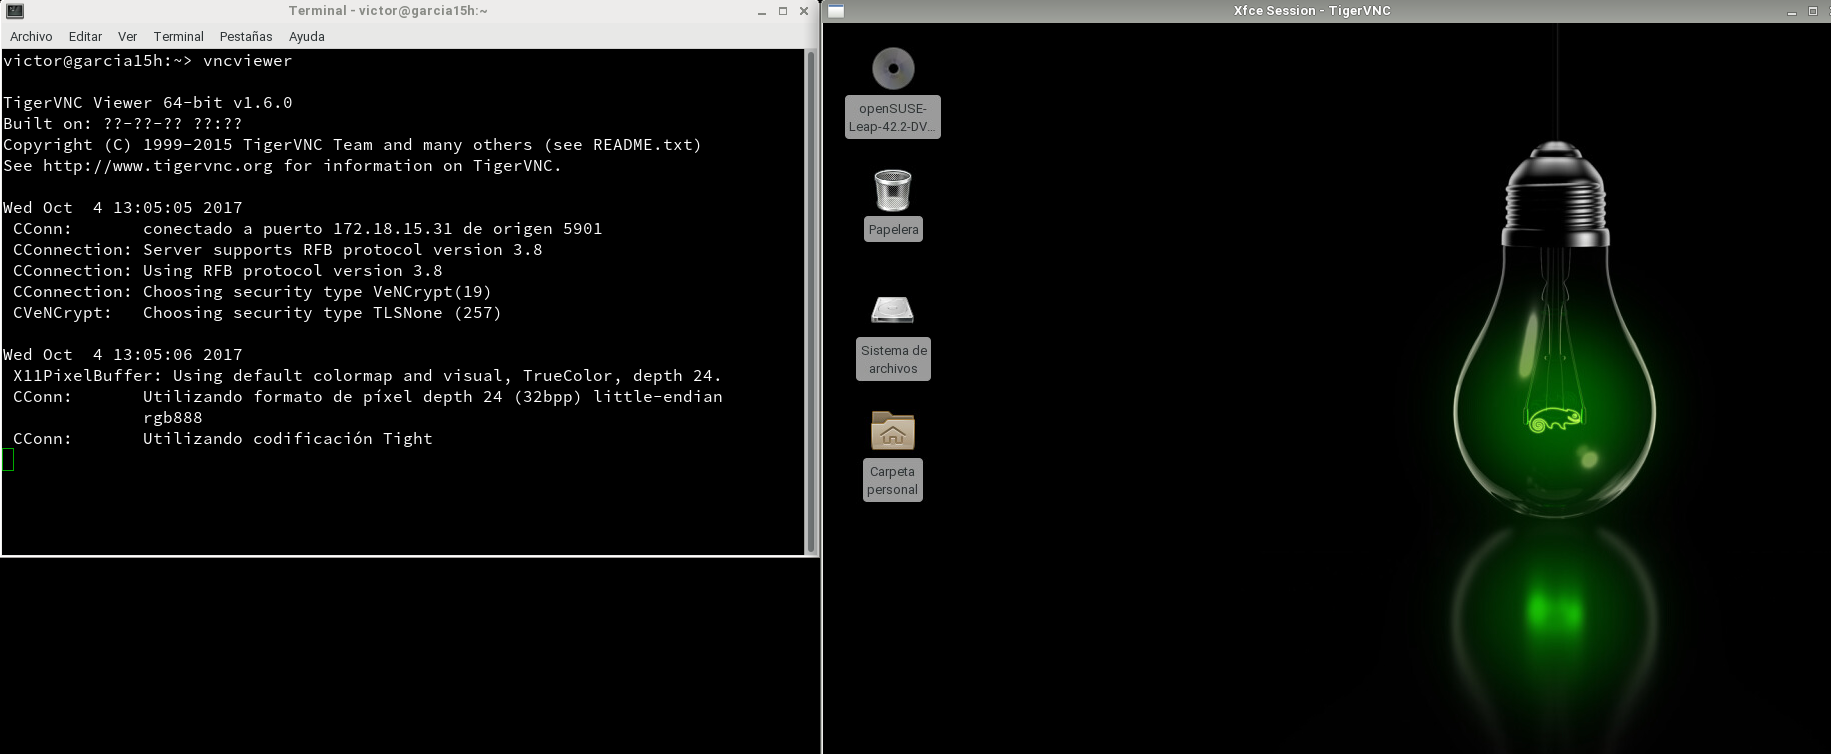 Terminal - victor@garcia15h:~
Archivo Editar Ver Terminal Pestañas Ayuda
victor@garcia15h:~> vncviewer
TigerVNC Viewer 64-bit v1.6.0
Built on: ??-??-?? ??:??
Copyright (C) 1999-2015 TigerVNC Team and many others (see README.txt)
See http://www.tigervnc.org for information on TigerVNC.
Wed Oct  4 13:05:05 2017
 CConn:       conectado a puerto 172.18.15.31 de origen 5901
 CConnection: Server supports RFB protocol version 3.8
 CConnection: Using RFB protocol version 3.8
 CConnection: Choosing security type VeNCrypt(19)
 CVeNCrypt:   Choosing security type TLSNone (257)
Wed Oct  4 13:05:06 2017
 X11PixelBuffer: Using default colormap and visual, TrueColor, depth 24.
 CConn:       Utilizando formato de píxel depth 24 (32bpp) little-endian
              rgb888
 CConn:       Utilizando codificación Tight
Xfce Session - TigerVNC
openSUSE-
Leap-42.2-DV...
Papelera
Sistema de
archivos
Carpeta
personal